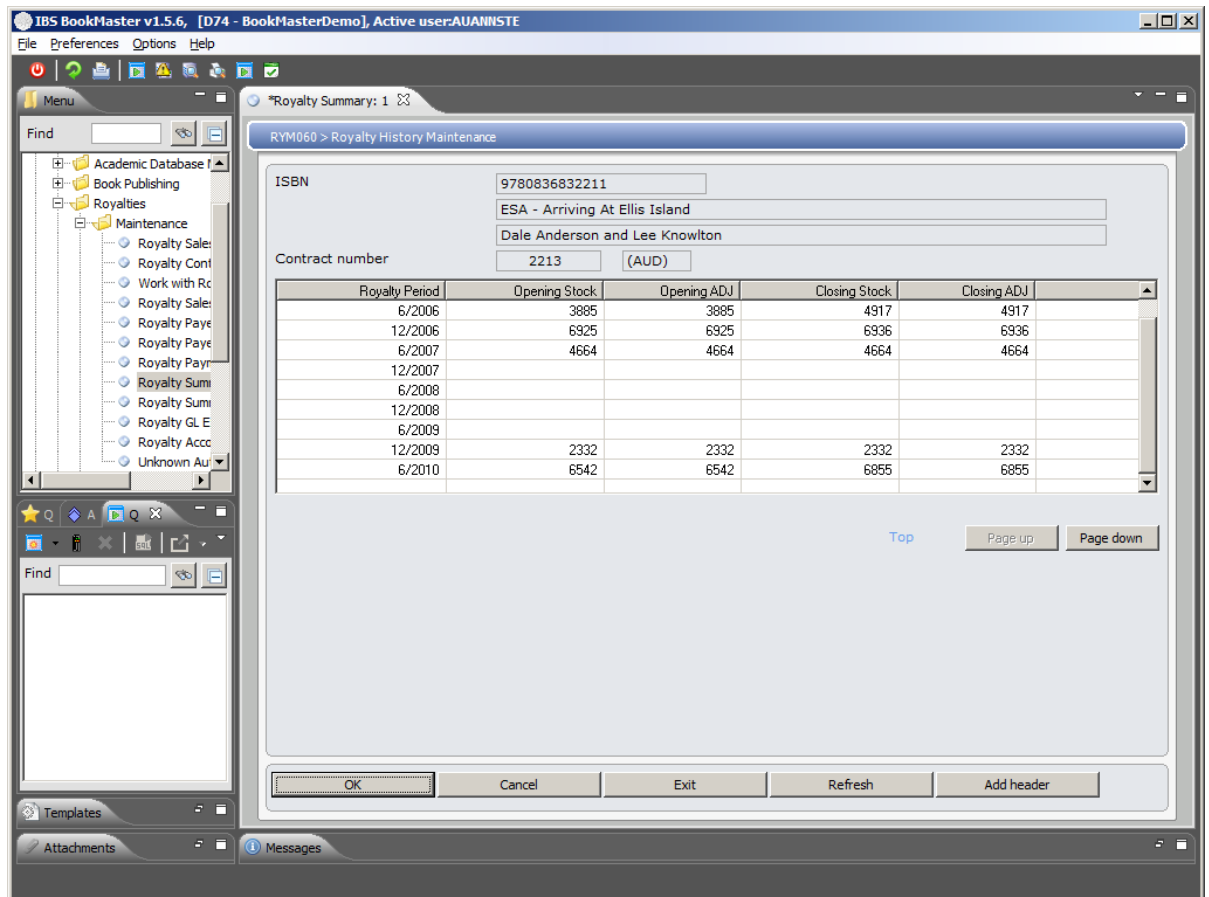 IBS BookMaster v1.5.6, [D74 - BookMasterDemo], Active user:AUANNSTE
File Preferences Options Help
Menu
*Royalty Summary: 1
Find
RYM060 > Royalty History Maintenance
Academic Database
Book Publishing
Royalties
Maintenance
Royalty Sale
Royalty Cont
Work with Ro
Royalty Sale
Royalty Paye
Royalty Paye
Royalty Paym
Royalty Summ
Royalty Summ
Royalty GL E
Royalty Acco
Unknown Au
ISBN 9780836832211
ESA - Arriving At Ellis Island
Dale Anderson and Lee Knowlton
Contract number 2213 (AUD)
Royalty Period Opening Stock Opening ADJ Closing Stock Closing ADJ
6/2006 3885 3885 4917 4917
12/2006 6925 6925 6936 6936
6/2007 4664 4664 4664 4664
12/2007
6/2008
12/2008
6/2009
12/2009 2332 2332 2332 2332
6/2010 6542 6542 6855 6855
Top Page up Page down
Q A Q
Find
OK Cancel Exit Refresh Add header
Templates
Attachments
Messages